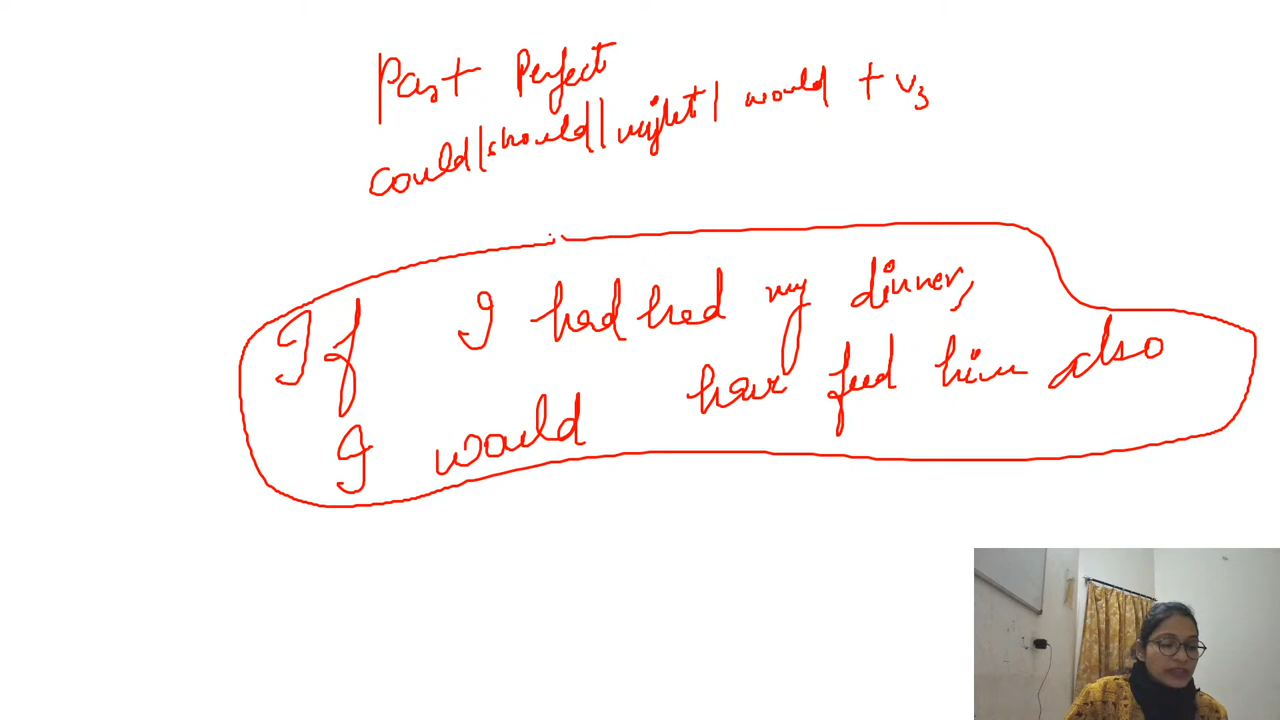 Past Perfect
could/should/might/would + v3
If I had had my dinner,
I would have feed him also